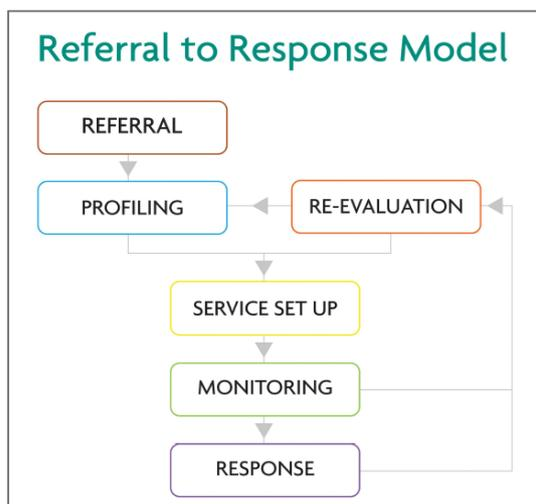 Referral to Response Model
REFERRAL
PROFILING
RE-EVALUATION
SERVICE SET UP
MONITORING
RESPONSE